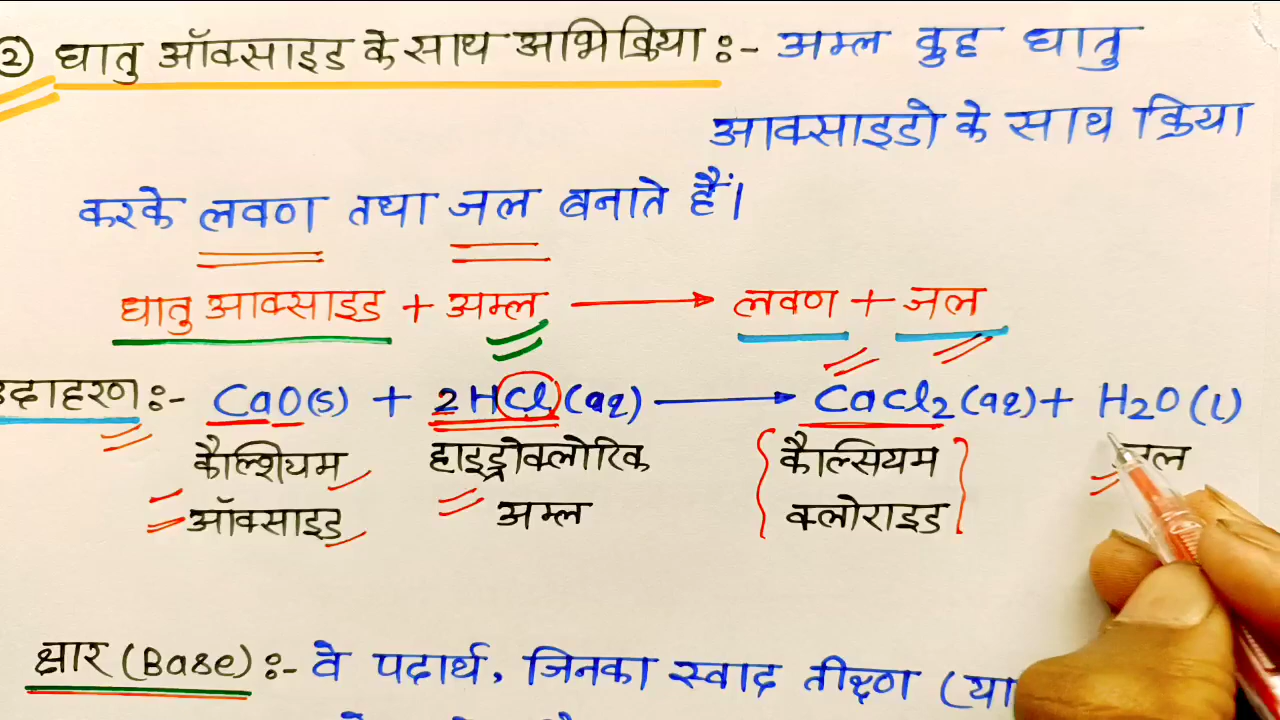 ② धातु ऑक्साइड के साथ अभिक्रिया :- अम्ल कुछ धातु
आक्साइडो के साथ क्रिया
करके लवण तथा जल बनाते हैं।
धातु आक्साइड + अम्ल → लवण + जल
उदाहरण :- CaO(s) + 2HCl(aq) → CaCl2(aq) + H2O(l)
कैल्शियम हाइड्रोक्लोरिक कैल्सियम जल
ऑक्साइड अम्ल क्लोराइड
क्षार (Base) :- वे पदार्थ, जिनका स्वाद तीक्ष्ण (या